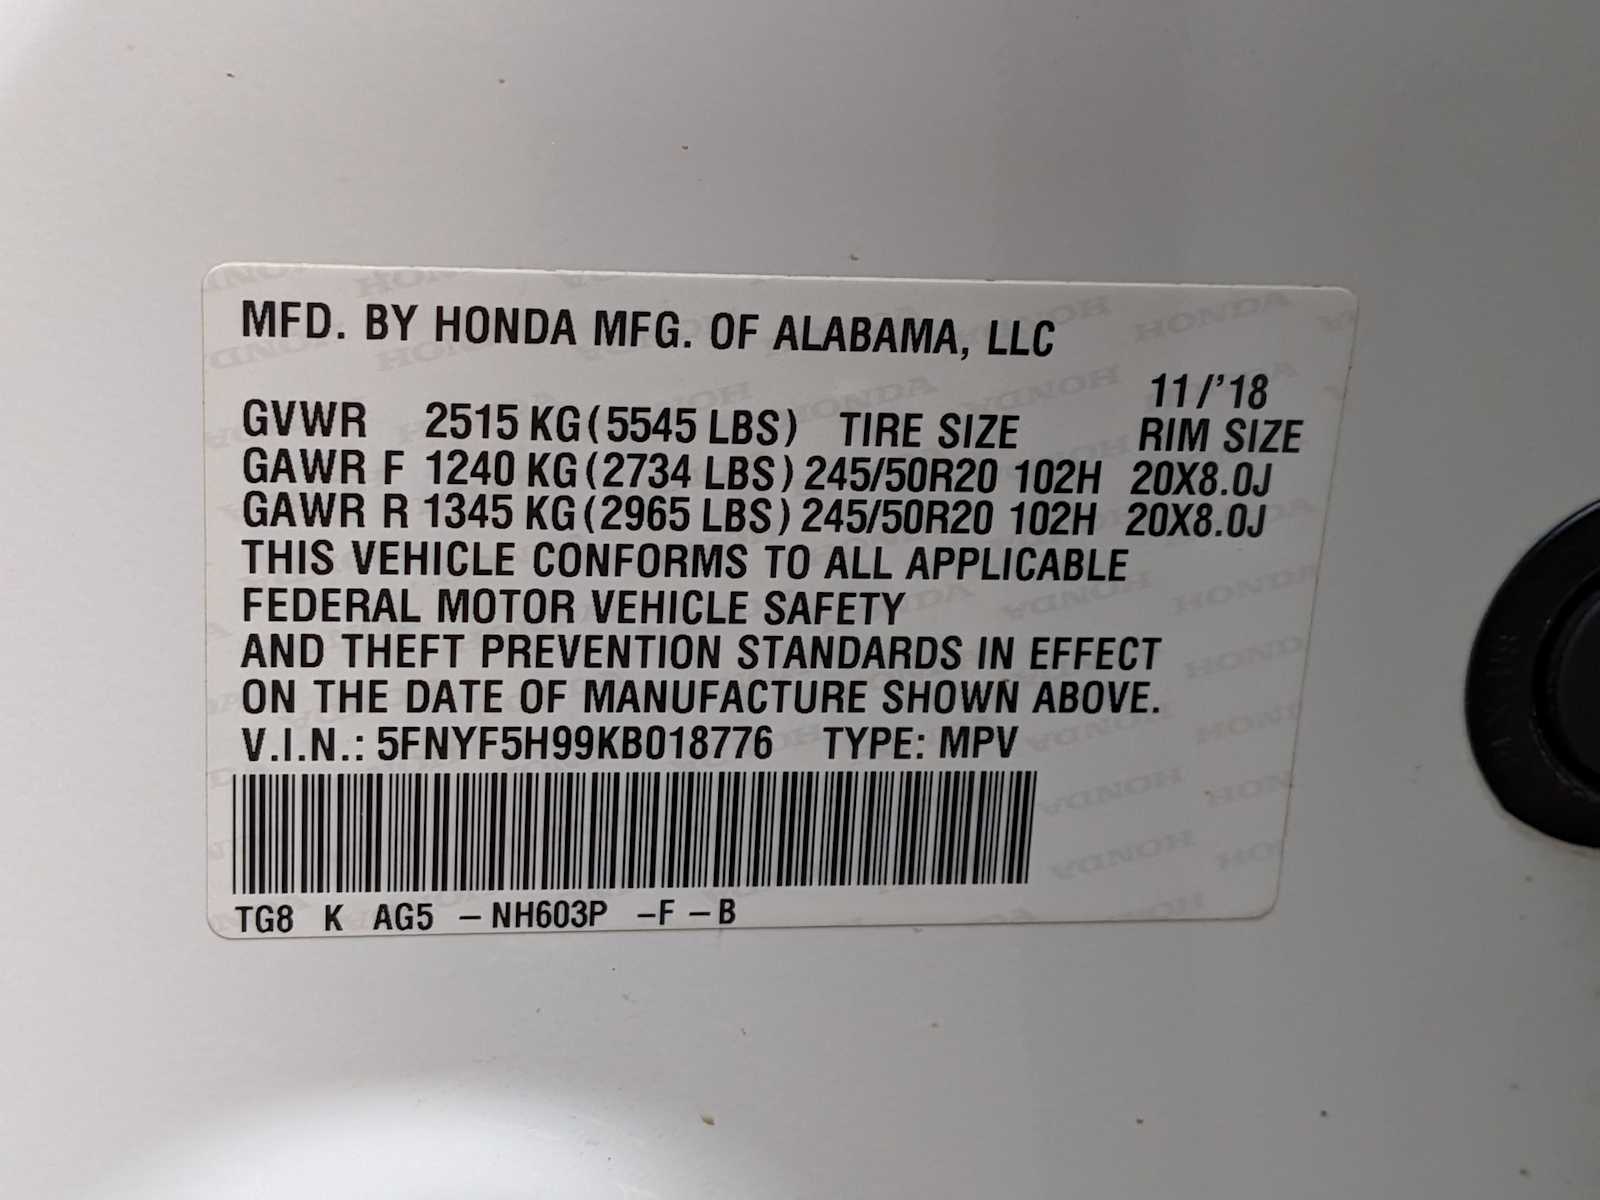 MFD. BY HONDA MFG. OF ALABAMA, LLC
11/'18
GVWR 2515 KG (5545 LBS) TIRE SIZE RIM SIZE
GAWR F 1240 KG (2734 LBS) 245/50R20 102H 20X8.0J
GAWR R 1345 KG (2965 LBS) 245/50R20 102H 20X8.0J
THIS VEHICLE CONFORMS TO ALL APPLICABLE
FEDERAL MOTOR VEHICLE SAFETY
AND THEFT PREVENTION STANDARDS IN EFFECT
ON THE DATE OF MANUFACTURE SHOWN ABOVE.
V.I.N.: 5FNYF5H99KB018776 TYPE: MPV
TG8 K AG5 – NH603P –F – B